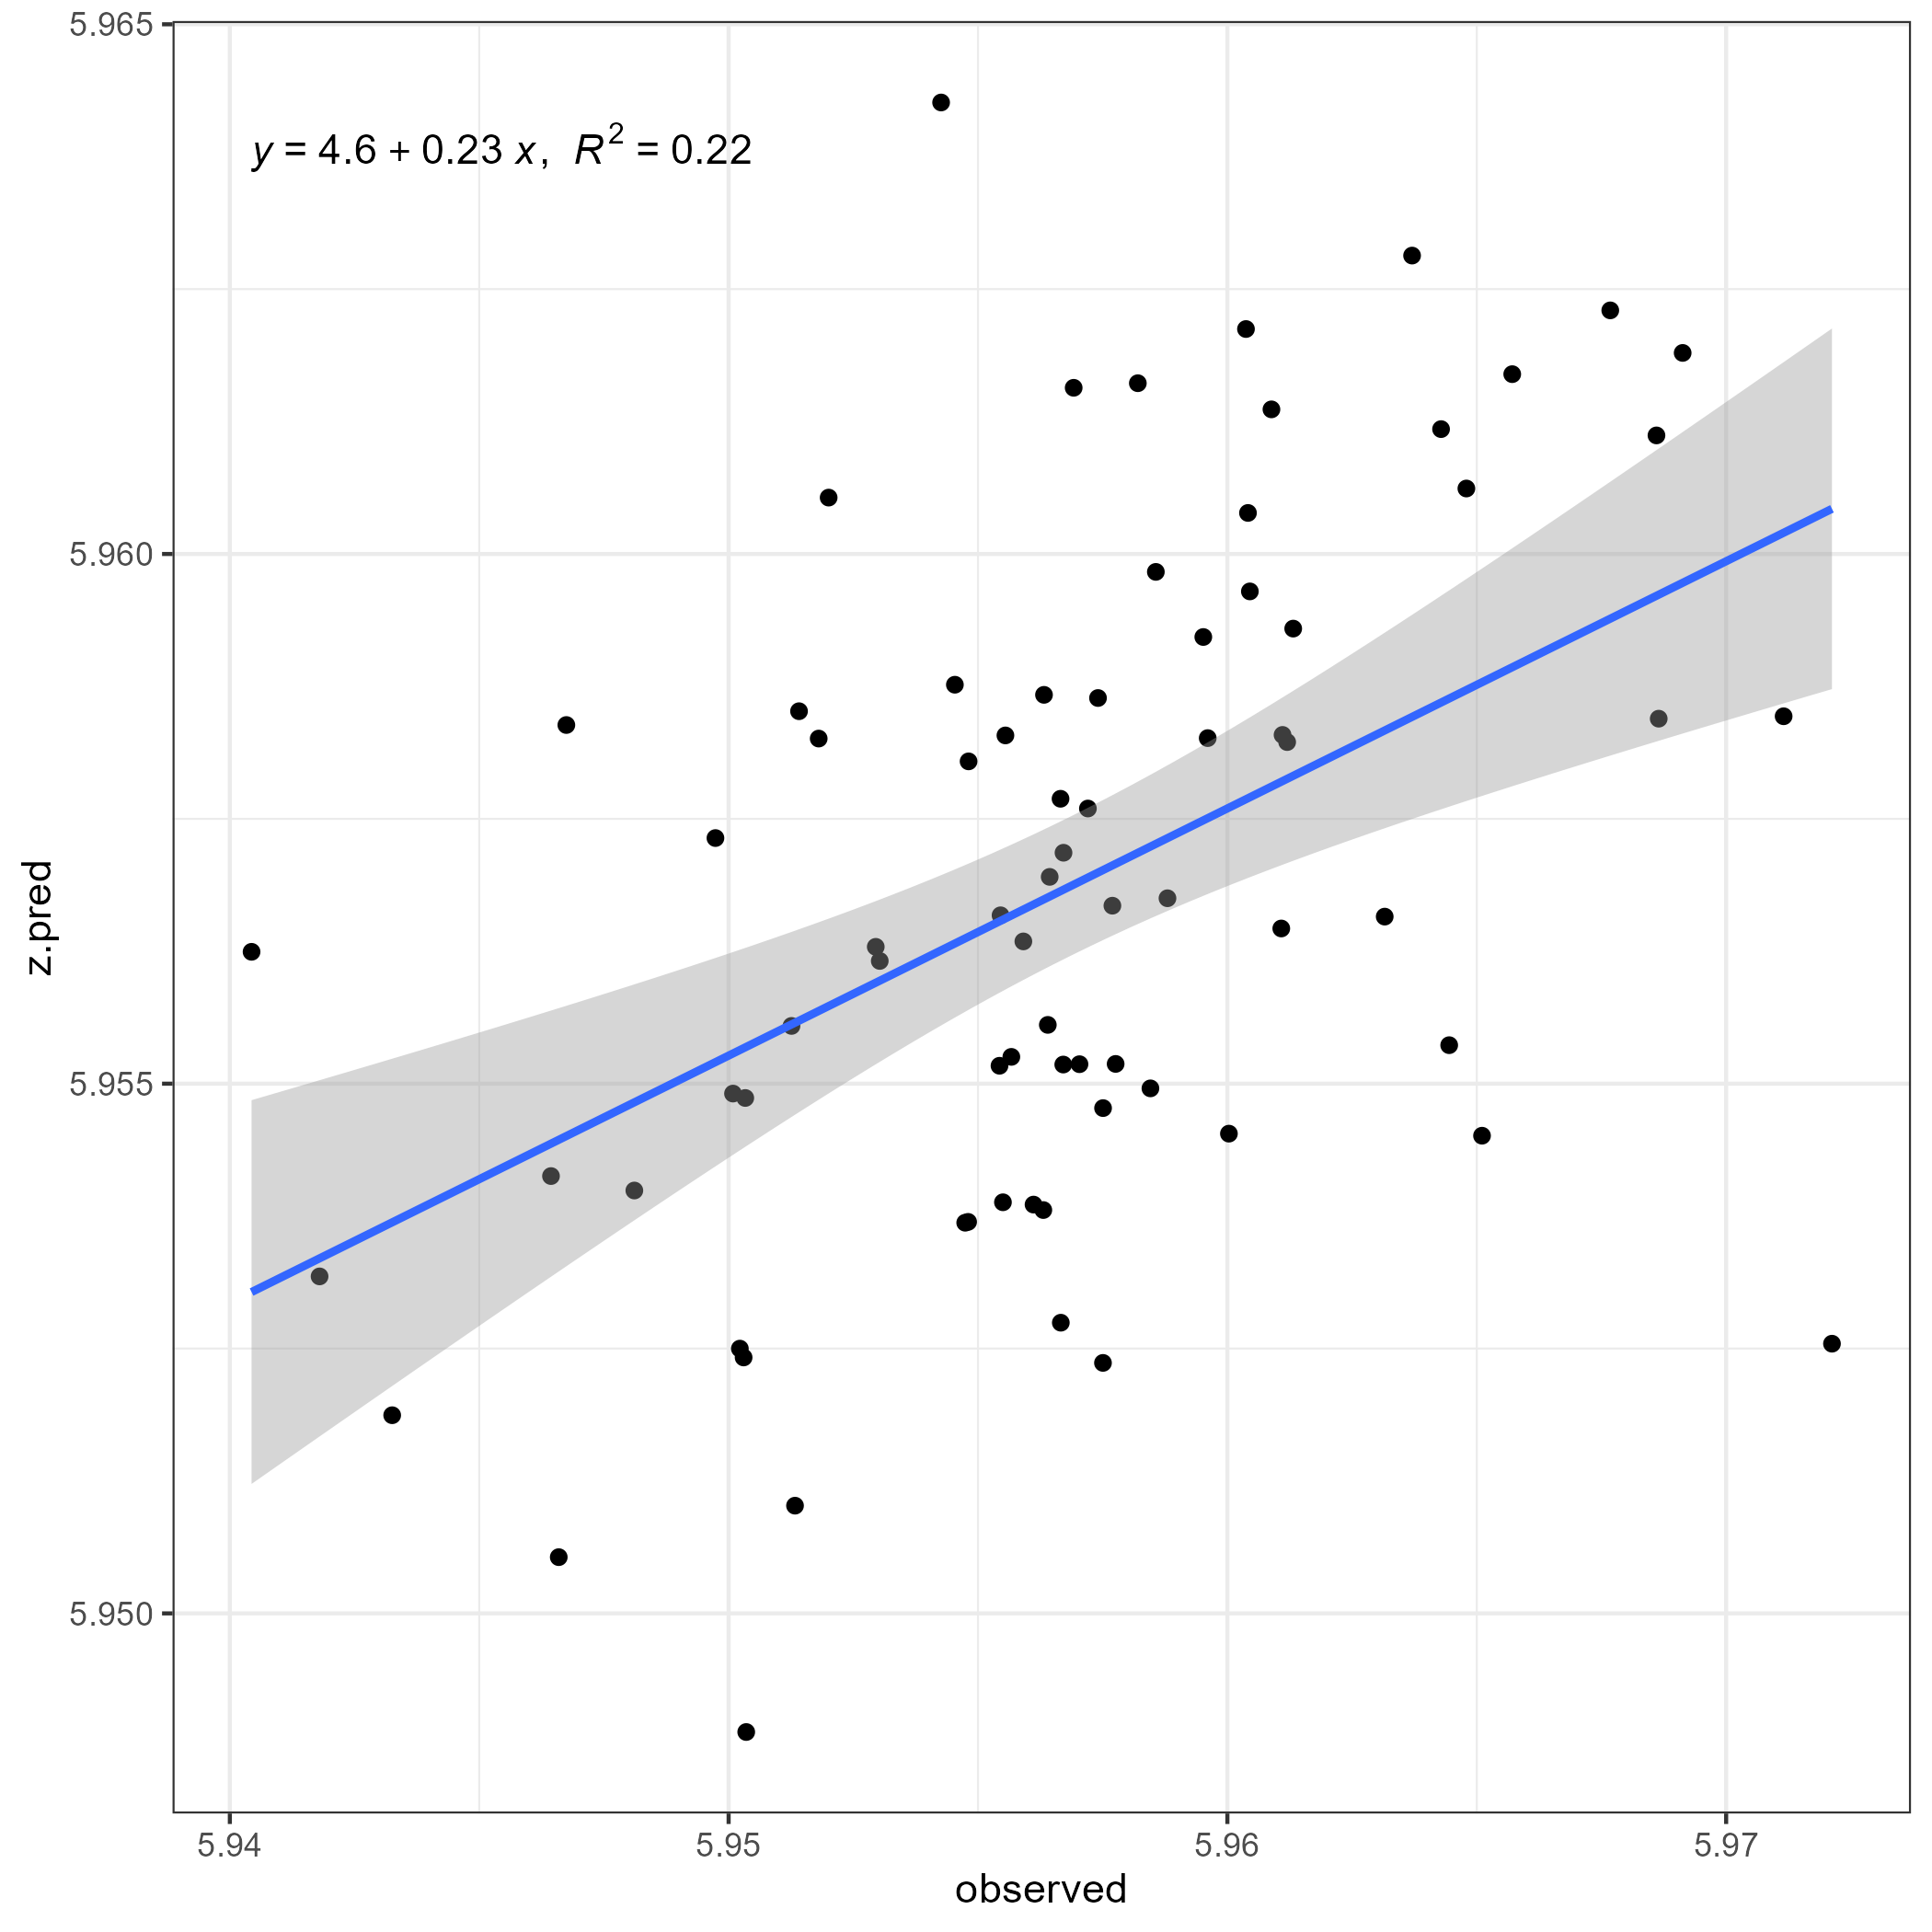 5.965
y = 4.6 + 0.23 x, R² = 0.22
5.960
z.pred
5.955
5.950
5.94 5.95 5.96 5.97
observed